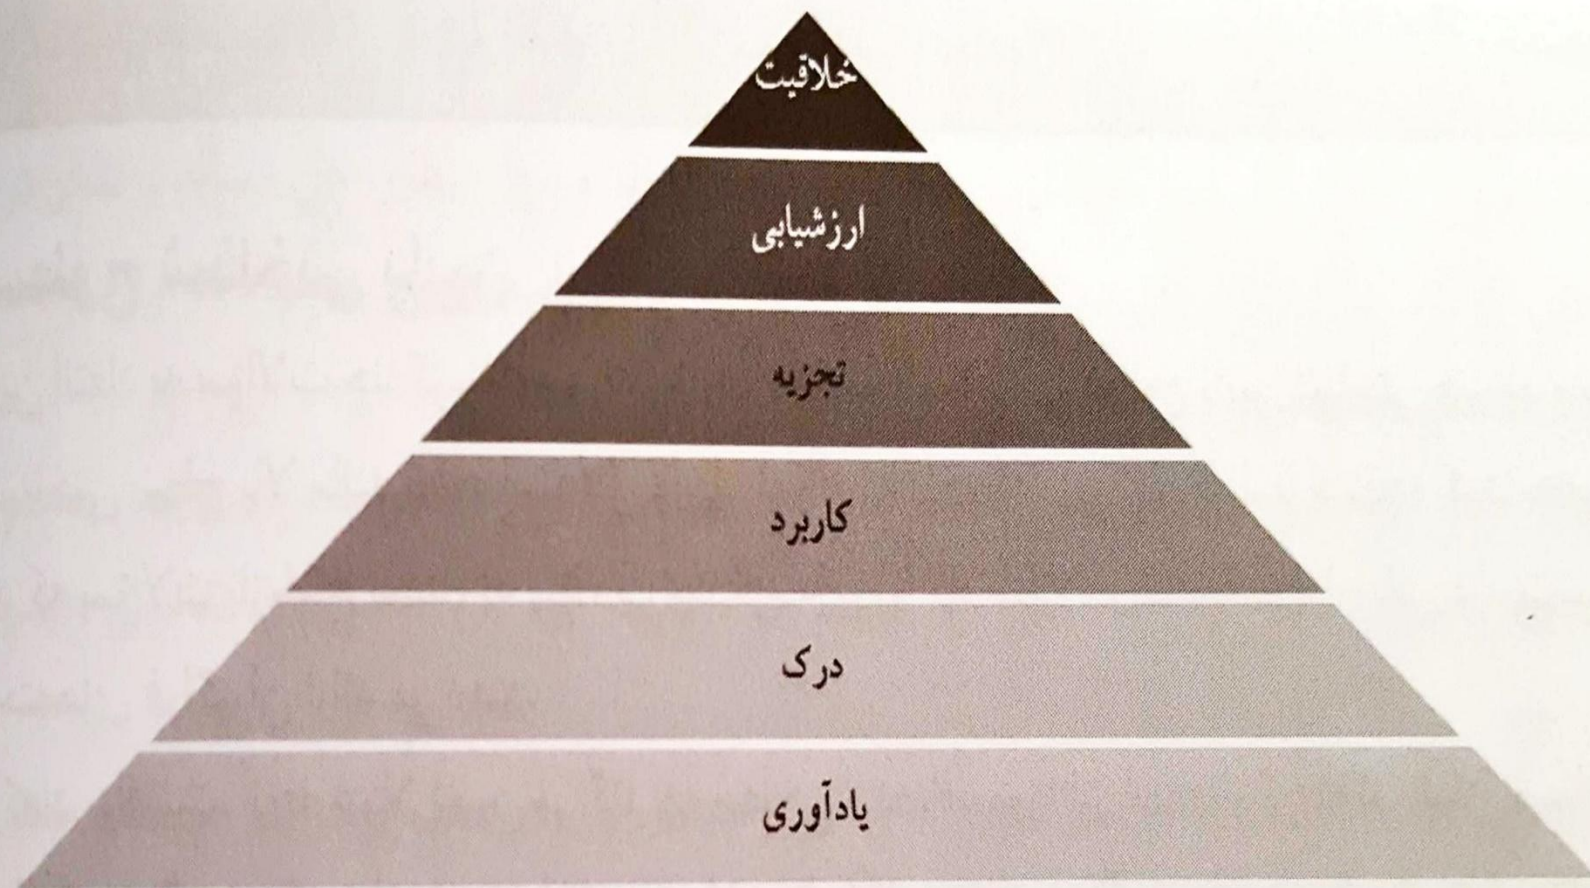 خلاقیت
ارزشیابی
تجزیه
کاربرد
درک
یادآوری